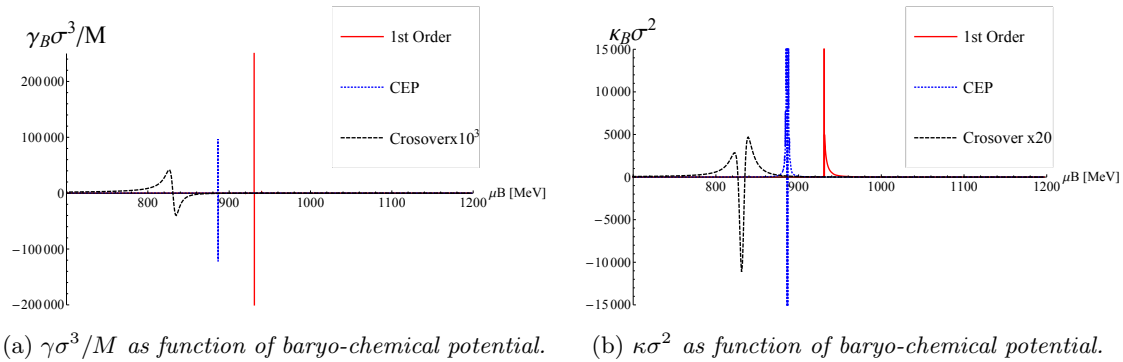 γ_Bσ³/M
200 000
100 000
0
-100 000
-200 000
800
900
1000
1100
1200
μB [MeV]
1st Order
CEP
Crosoverx10³
κ_Bσ²
15 000
10 000
5000
0
-5000
-10 000
-15 000
800
900
1000
1100
1200
μB [MeV]
1st Order
CEP
Crosover x20
(a) γσ³/M as function of baryo-chemical potential.
(b) κσ² as function of baryo-chemical potential.